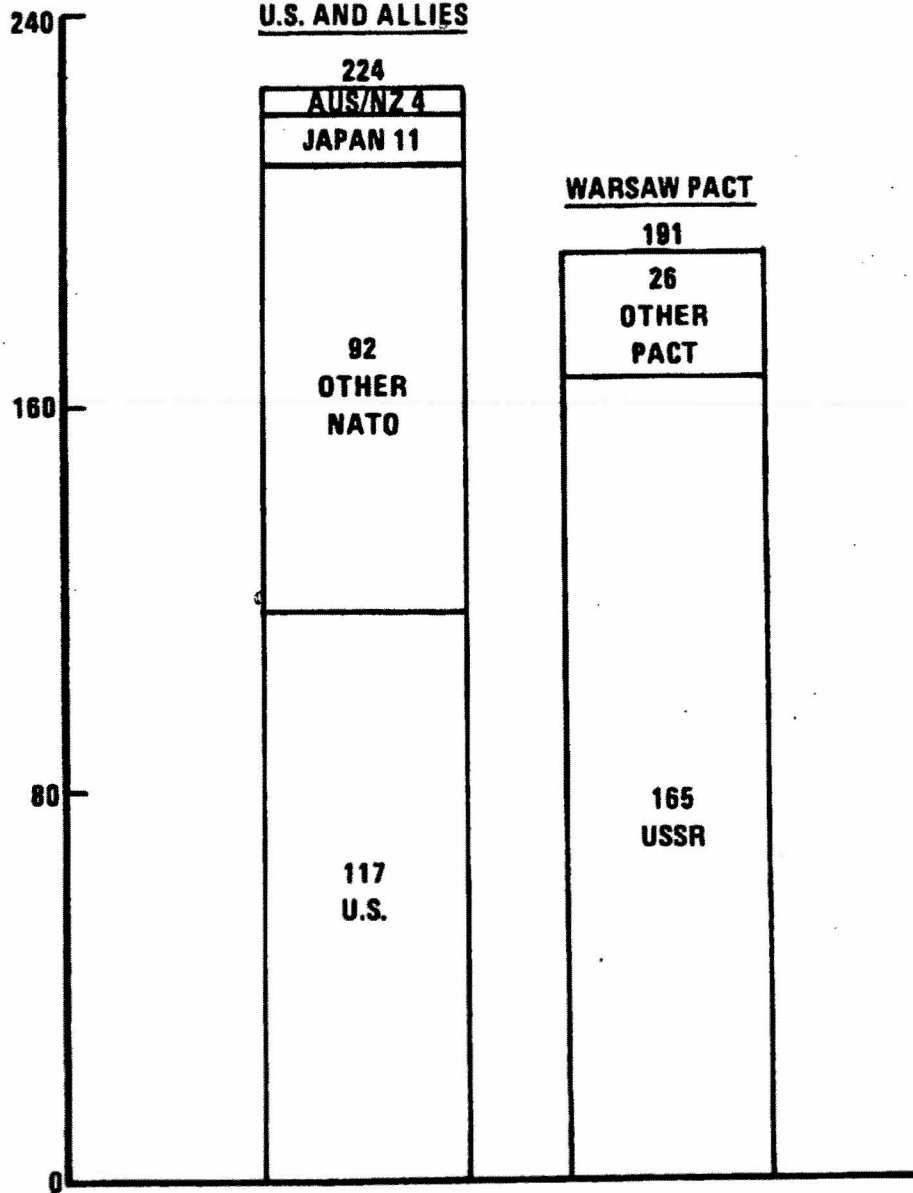 U.S. AND ALLIES
240
224
AUS/NZ 4
JAPAN 11
WARSAW PACT
191
26
OTHER
PACT
92
OTHER
NATO
160
80
165
USSR
117
U.S.
0